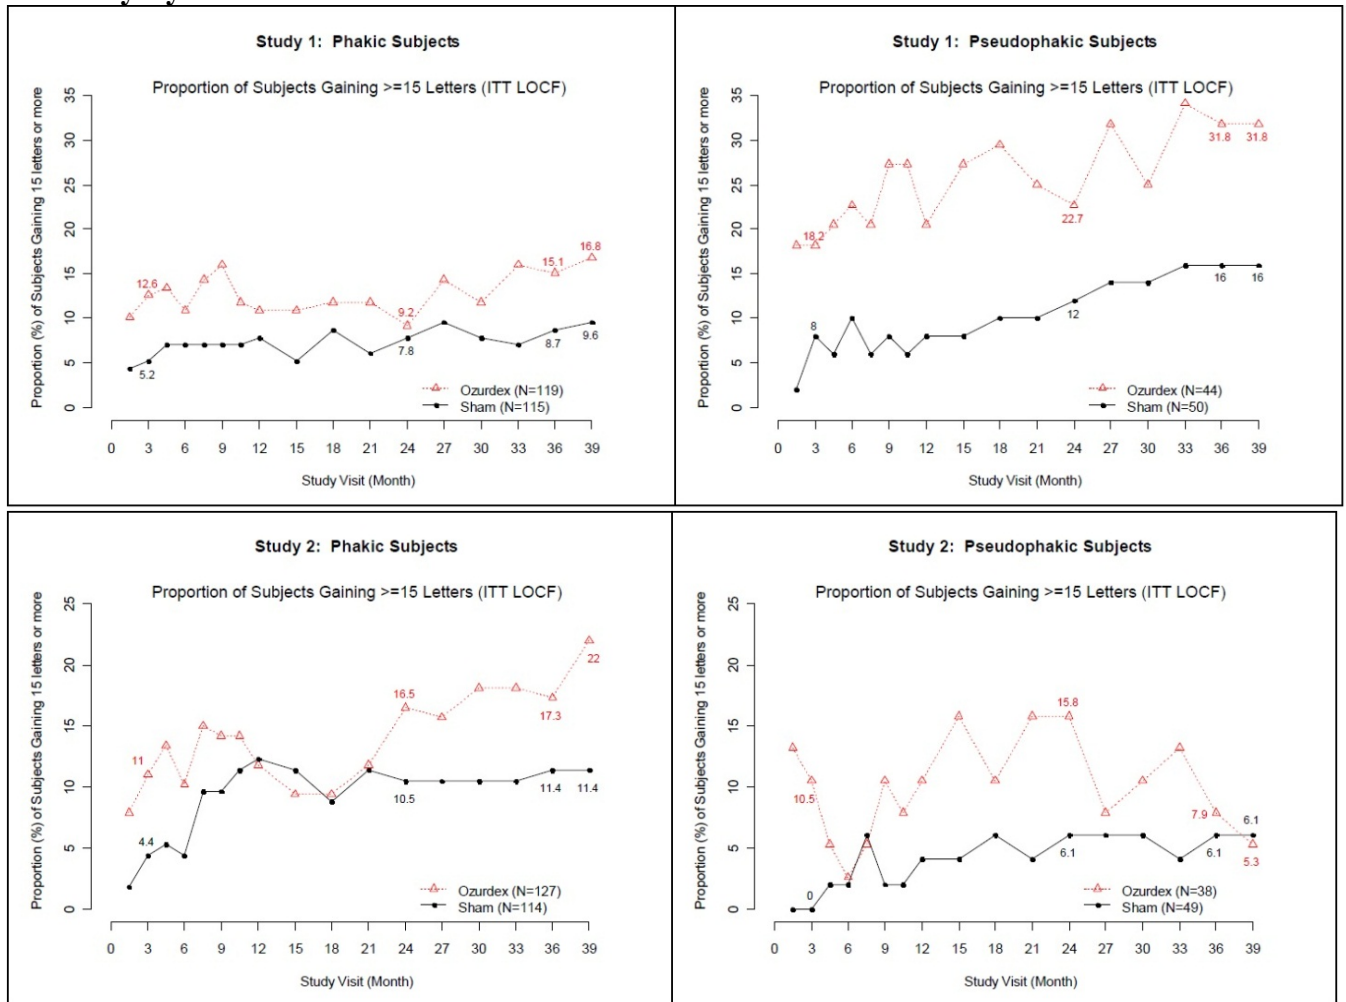 Study 1:  Phakic Subjects
Proportion of Subjects Gaining >=15 Letters (ITT LOCF)
Proportion (%) of Subjects Gaining 15 letters or more
35
30
25
20
15
10
5
0
12.6
9.2
15.1
16.8
5.2
7.8
8.7
9.6
Ozurdex (N=119)
Sham (N=115)
0 3 6 9 12 15 18 21 24 27 30 33 36 39
Study Visit (Month)
Study 1:  Pseudophakic Subjects
Proportion of Subjects Gaining >=15 Letters (ITT LOCF)
Proportion (%) of Subjects Gaining 15 letters or more
35
30
25
20
15
10
5
0
18.2
22.7
31.8
31.8
8
12
16
16
Ozurdex (N=44)
Sham (N=50)
0 3 6 9 12 15 18 21 24 27 30 33 36 39
Study Visit (Month)
Study 2:  Phakic Subjects
Proportion of Subjects Gaining >=15 Letters (ITT LOCF)
Proportion (%) of Subjects Gaining 15 letters or more
25
20
15
10
5
0
11
16.5
17.3
22
4.4
10.5
11.4
11.4
Ozurdex (N=127)
Sham (N=114)
0 3 6 9 12 15 18 21 24 27 30 33 36 39
Study Visit (Month)
Study 2:  Pseudophakic Subjects
Proportion of Subjects Gaining >=15 Letters (ITT LOCF)
Proportion (%) of Subjects Gaining 15 letters or more
25
20
15
10
5
0
10.5
15.8
7.9
5.3
0
6.1
6.1
6.1
Ozurdex (N=38)
Sham (N=49)
0 3 6 9 12 15 18 21 24 27 30 33 36 39
Study Visit (Month)